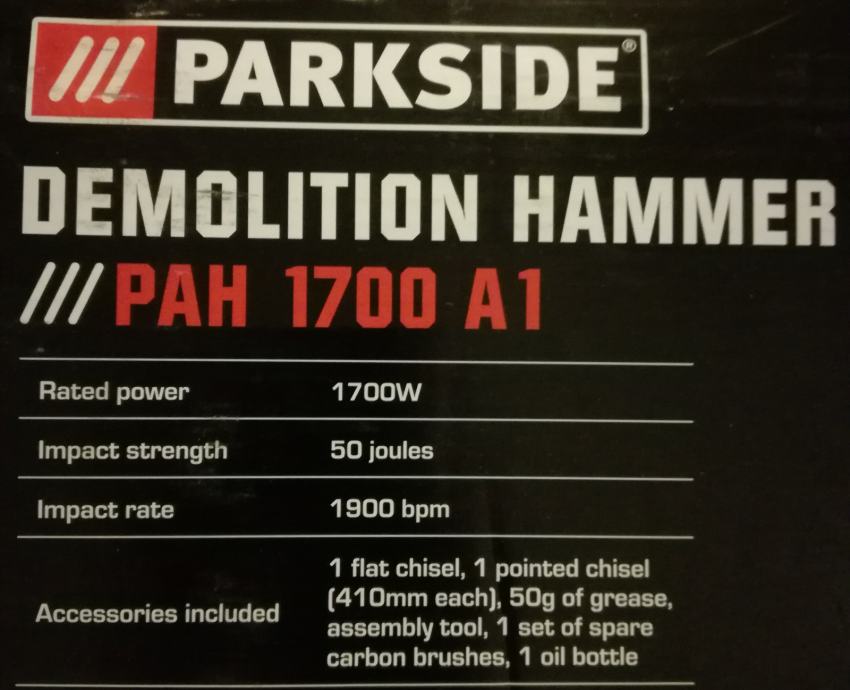 PARKSIDE®
DEMOLITION HAMMER
/// PAH 1700 A1
Rated power 1700W
Impact strength 50 joules
Impact rate 1900 bpm
Accessories included 1 flat chisel, 1 pointed chisel
(410mm each), 50g of grease,
assembly tool, 1 set of spare
carbon brushes, 1 oil bottle